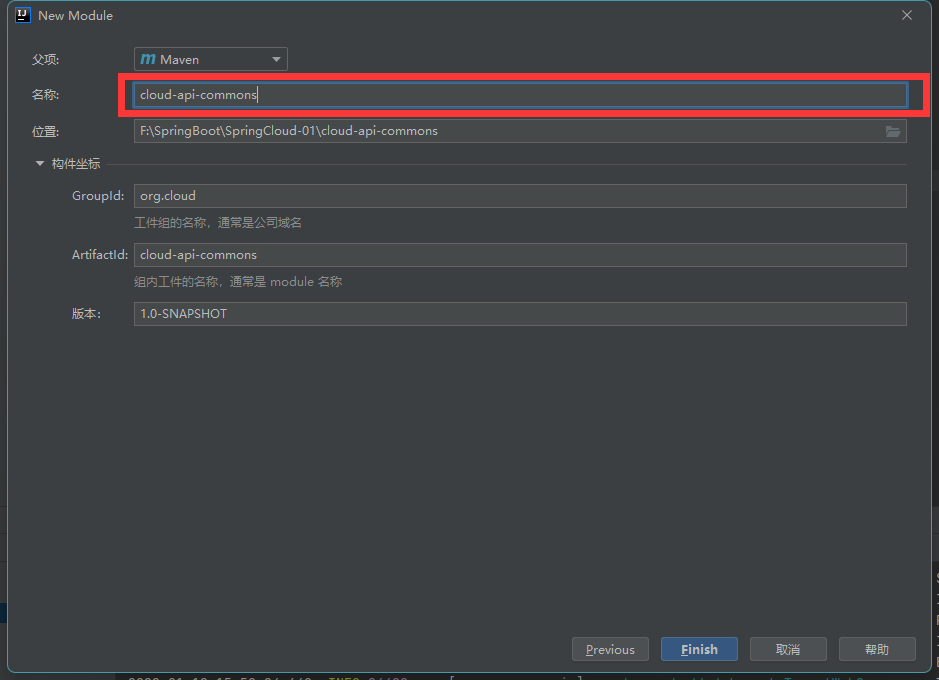 New Module
父项: Maven
名称: cloud-api-commons
位置: F:\SpringBoot\SpringCloud-01\cloud-api-commons
构件坐标
GroupId: org.cloud
工件组的名称，通常是公司域名
ArtifactId: cloud-api-commons
组内工件的名称，通常是 module 名称
版本: 1.0-SNAPSHOT
Previous Finish 取消 帮助